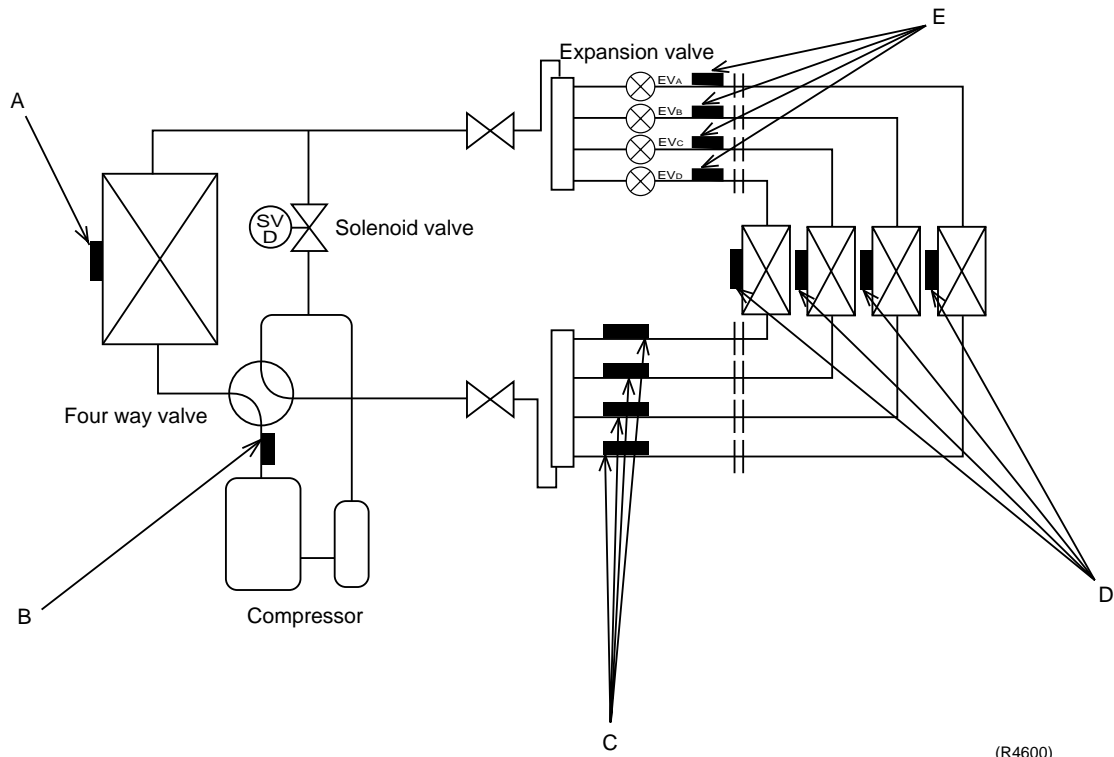 E
Expansion valve
A
EVA
EVB
EVC
EVD
SV
D
Solenoid valve
Four way valve
B
Compressor
D
C
(R4600)